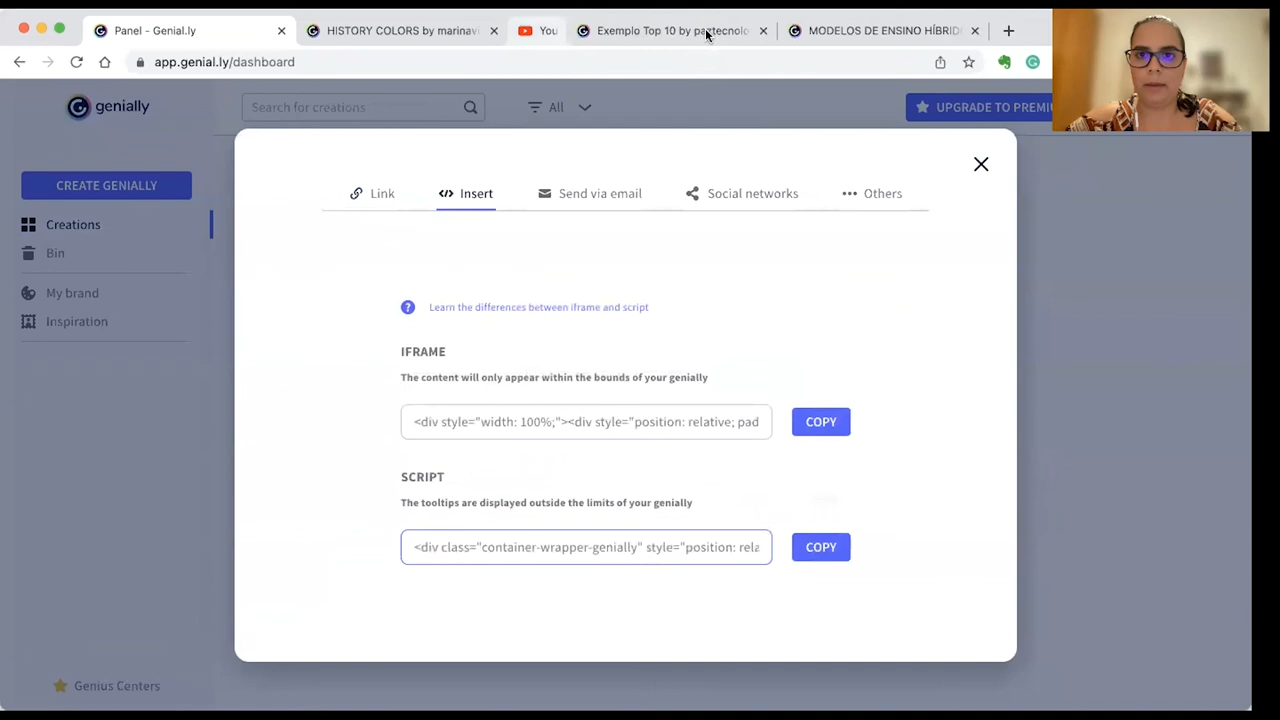 Panel - Genial.ly
HISTORY COLORS by marinavi
You
Exemplo Top 10 by pagtecnolo
MODELOS DE ENSINO HÍBRID
app.genial.ly/dashboard
genially
Search for creations
All
UPGRADE TO PREMIU
CREATE GENIALLY
Creations
Bin
My brand
Inspiration
Genius Centers
Link
Insert
Send via email
Social networks
Others
Learn the differences between iframe and script
IFRAME
The content will only appear within the bounds of your genially
<div style="width: 100%;"><div style="position: relative; pad
COPY
SCRIPT
The tooltips are displayed outside the limits of your genially
<div class="container-wrapper-genially" style="position: rela
COPY